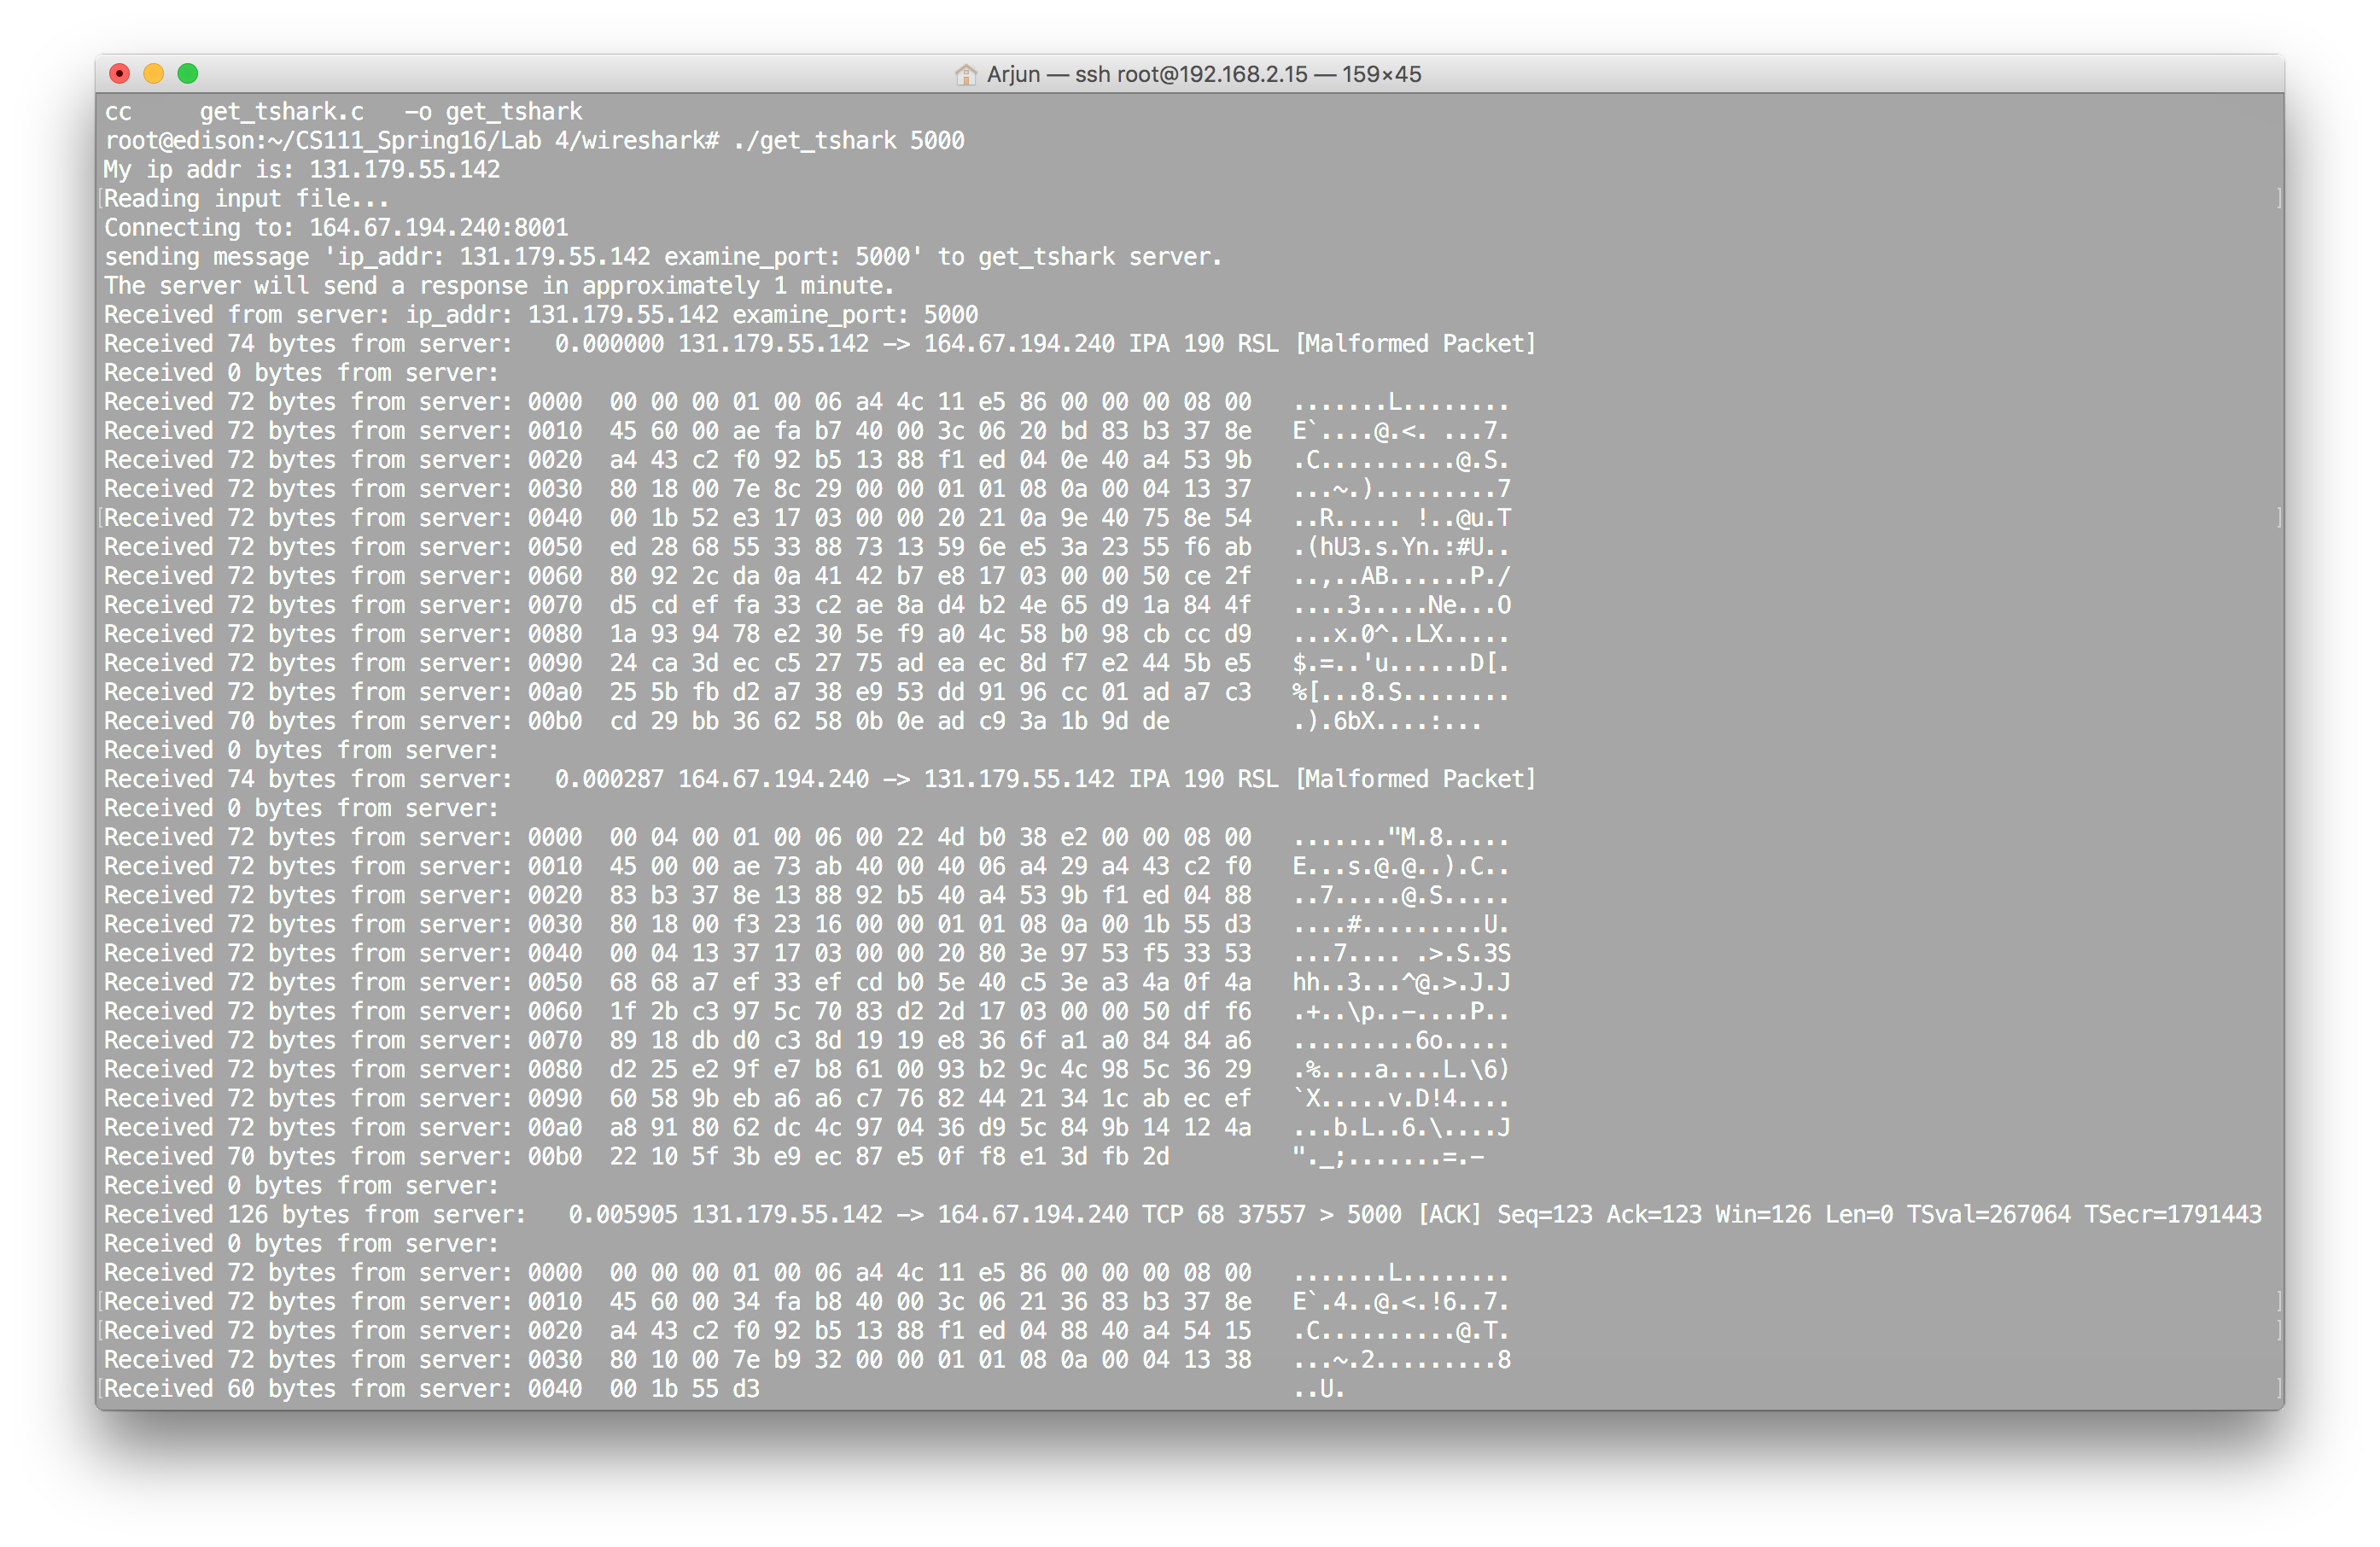 Arjun — ssh root@192.168.2.15 — 159×45
cc     get_tshark.c   -o get_tshark
root@edison:~/CS111_Spring16/Lab 4/wireshark# ./get_tshark 5000
My ip addr is: 131.179.55.142
[Reading input file...                                                    ]
Connecting to: 164.67.194.240:8001
sending message 'ip_addr: 131.179.55.142 examine_port: 5000' to get_tshark server.
The server will send a response in approximately 1 minute.
Received from server: ip_addr: 131.179.55.142 examine_port: 5000
Received 74 bytes from server:   0.000000 131.179.55.142 -> 164.67.194.240 IPA 190 RSL [Malformed Packet]
Received 0 bytes from server:
Received 72 bytes from server: 0000  00 00 00 01 00 06 a4 4c 11 e5 86 00 00 00 08 00   .......L........
Received 72 bytes from server: 0010  45 60 00 ae fa b7 40 00 3c 06 20 bd 83 b3 37 8e   E`....@.<. ...7.
Received 72 bytes from server: 0020  a4 43 c2 f0 92 b5 13 88 f1 ed 04 0e 40 a4 53 9b   .C..........@.S.
Received 72 bytes from server: 0030  80 18 00 7e 8c 29 00 00 01 01 08 0a 00 04 13 37   ...~.).........7
[Received 72 bytes from server: 0040  00 1b 52 e3 17 03 00 00 20 21 0a 9e 40 75 8e 54   ..R..... !..@u.T ]
Received 72 bytes from server: 0050  ed 28 68 55 33 88 73 13 59 6e e5 3a 23 55 f6 ab   .(hU3.s.Yn.:#U..
Received 72 bytes from server: 0060  80 92 2c da 0a 41 42 b7 e8 17 03 00 00 50 ce 2f   ..,..AB......P./
Received 72 bytes from server: 0070  d5 cd ef fa 33 c2 ae 8a d4 b2 4e 65 d9 1a 84 4f   ....3.....Ne...O
Received 72 bytes from server: 0080  1a 93 94 78 e2 30 5e f9 a0 4c 58 b0 98 cb cc d9   ...x.0^..LX.....
Received 72 bytes from server: 0090  24 ca 3d ec c5 27 75 ad ea ec 8d f7 e2 44 5b e5   $.=..'u......D[.
Received 72 bytes from server: 00a0  25 5b fb d2 a7 38 e9 53 dd 91 96 cc 01 ad a7 c3   %[...8.S........
Received 70 bytes from server: 00b0  cd 29 bb 36 62 58 0b 0e ad c9 3a 1b 9d de         .).6bX....:...
Received 0 bytes from server:
Received 74 bytes from server:   0.000287 164.67.194.240 -> 131.179.55.142 IPA 190 RSL [Malformed Packet]
Received 0 bytes from server:
Received 72 bytes from server: 0000  00 04 00 01 00 06 00 22 4d b0 38 e2 00 00 08 00   ......."M.8.....
Received 72 bytes from server: 0010  45 00 00 ae 73 ab 40 00 40 06 a4 29 a4 43 c2 f0   E...s.@.@..).C..
Received 72 bytes from server: 0020  83 b3 37 8e 13 88 92 b5 40 a4 53 9b f1 ed 04 88   ..7.....@.S.....
Received 72 bytes from server: 0030  80 18 00 f3 23 16 00 00 01 01 08 0a 00 1b 55 d3   ....#.........U.
Received 72 bytes from server: 0040  00 04 13 37 17 03 00 00 20 80 3e 97 53 f5 33 53   ...7.... .>.S.3S
Received 72 bytes from server: 0050  68 68 a7 ef 33 ef cd b0 5e 40 c5 3e a3 4a 0f 4a   hh..3...^@.>.J.J
Received 72 bytes from server: 0060  1f 2b c3 97 5c 70 83 d2 2d 17 03 00 00 50 df f6   .+..\p..-....P..
Received 72 bytes from server: 0070  89 18 db d0 c3 8d 19 19 e8 36 6f a1 a0 84 84 a6   .........6o.....
Received 72 bytes from server: 0080  d2 25 e2 9f e7 b8 61 00 93 b2 9c 4c 98 5c 36 29   .%....a....L.\6)
Received 72 bytes from server: 0090  60 58 9b eb a6 a6 c7 76 82 44 21 34 1c ab ec ef   `X.....v.D!4....
Received 72 bytes from server: 00a0  a8 91 80 62 dc 4c 97 04 36 d9 5c 84 9b 14 12 4a   ...b.L..6.\....J
Received 70 bytes from server: 00b0  22 10 5f 3b e9 ec 87 e5 0f f8 e1 3d fb 2d         "._;.......=.-
Received 0 bytes from server:
Received 126 bytes from server:   0.005905 131.179.55.142 -> 164.67.194.240 TCP 68 37557 > 5000 [ACK] Seq=123 Ack=123 Win=126 Len=0 TSval=267064 TSecr=1791443
Received 0 bytes from server:
Received 72 bytes from server: 0000  00 00 00 01 00 06 a4 4c 11 e5 86 00 00 00 08 00   .......L........
[Received 72 bytes from server: 0010  45 60 00 34 fa b8 40 00 3c 06 21 36 83 b3 37 8e   E`.4..@.<.!6..7. ]
[Received 72 bytes from server: 0020  a4 43 c2 f0 92 b5 13 88 f1 ed 04 88 40 a4 54 15   .C..........@.T. ]
Received 72 bytes from server: 0030  80 10 00 7e b9 32 00 00 01 01 08 0a 00 04 13 38   ...~.2.........8
[Received 60 bytes from server: 0040  00 1b 55 d3                                       ..U. ]